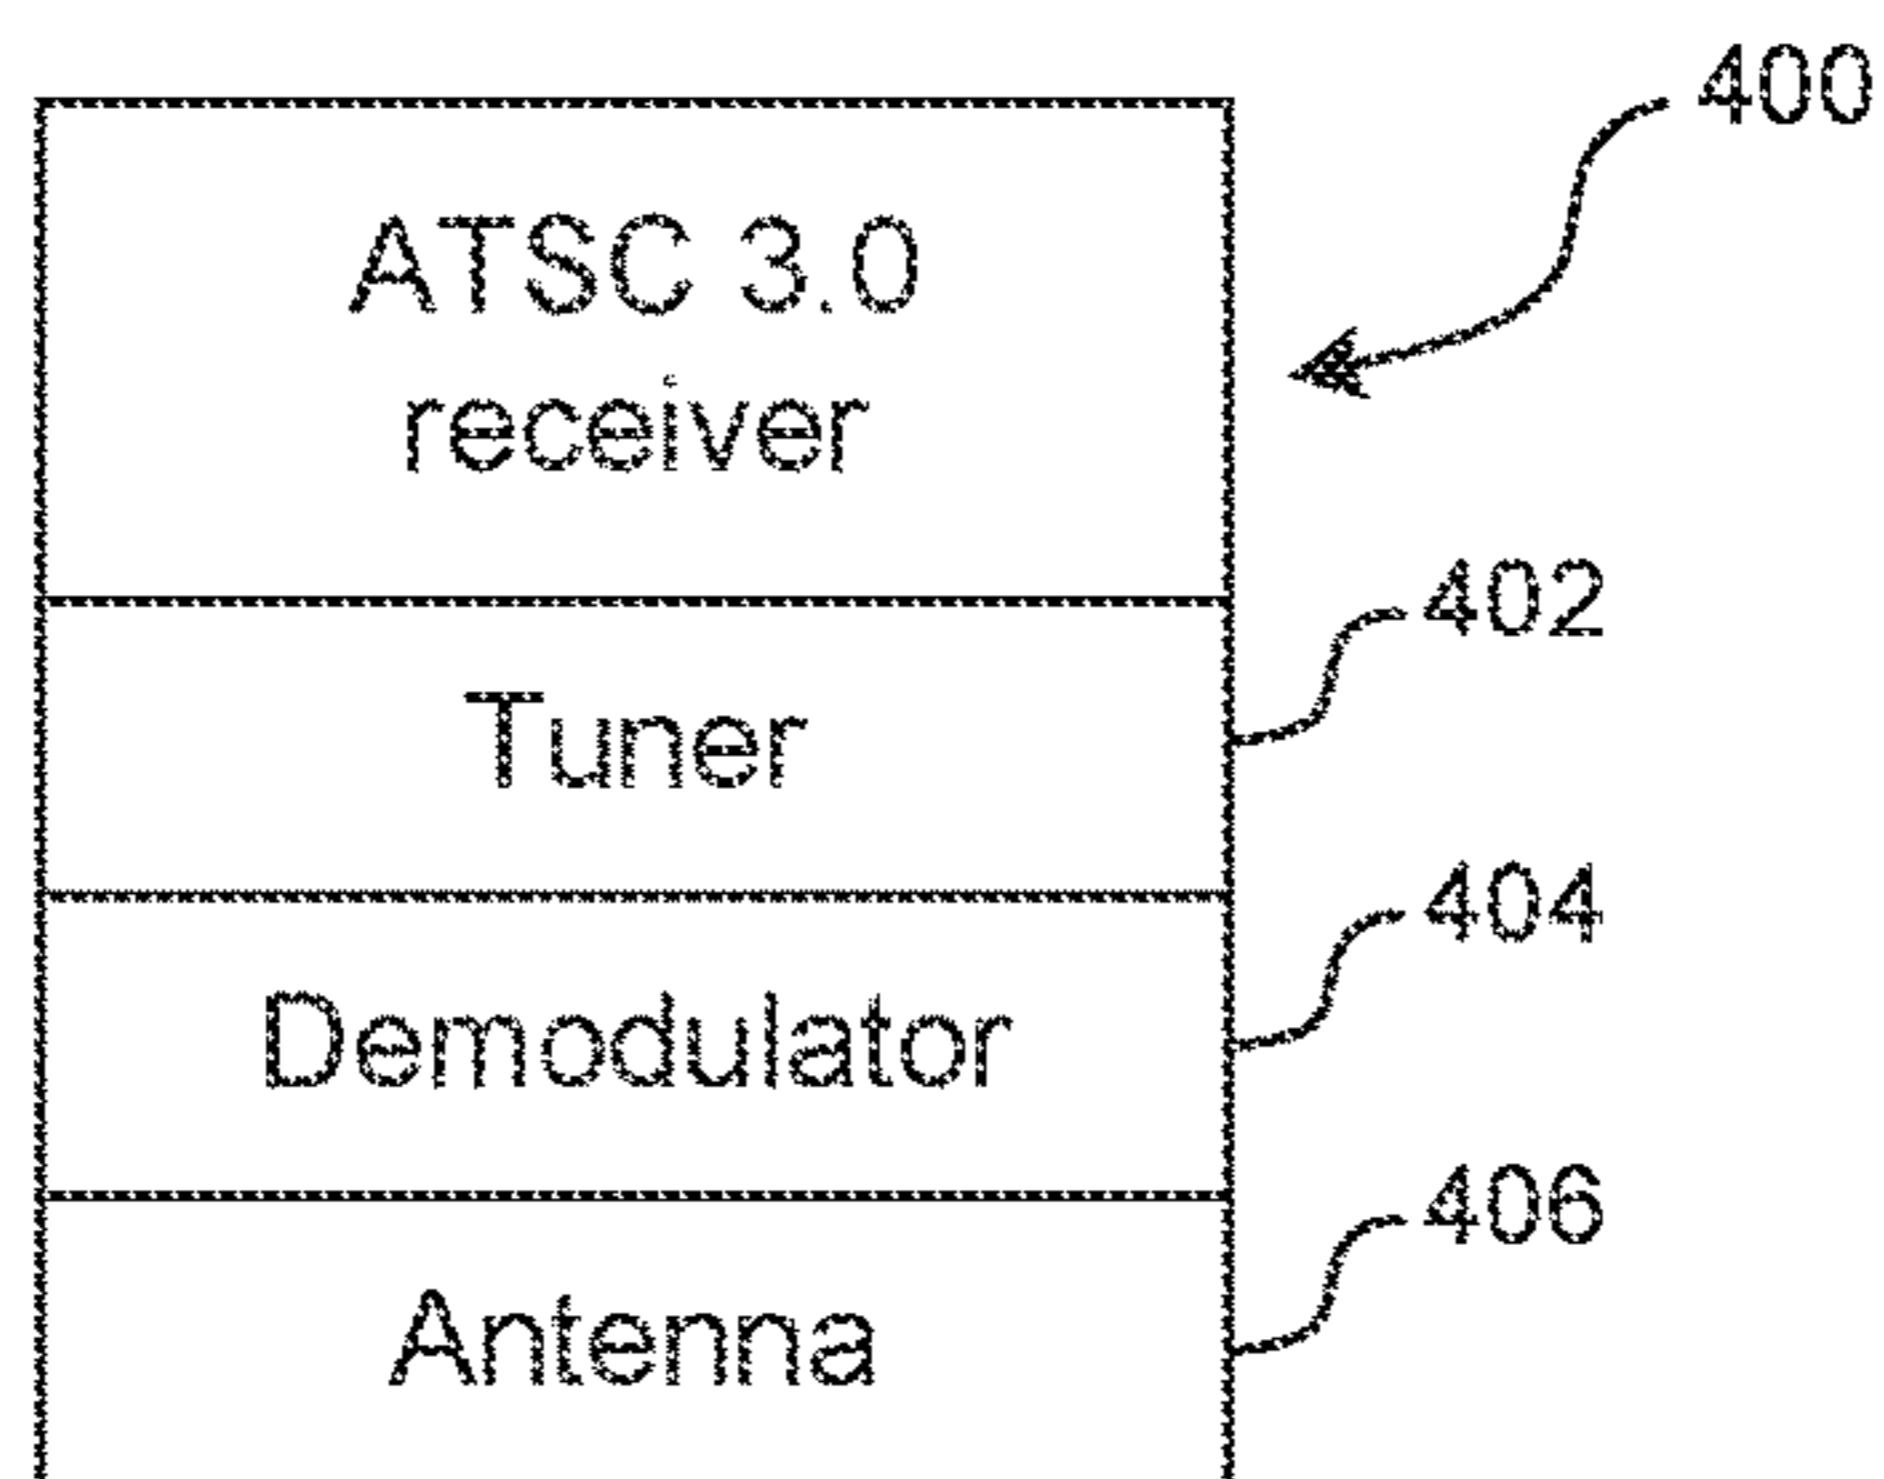 400
ATSC 3.0
receiver
402
Tuner
404
Demodulator
406
Antenna